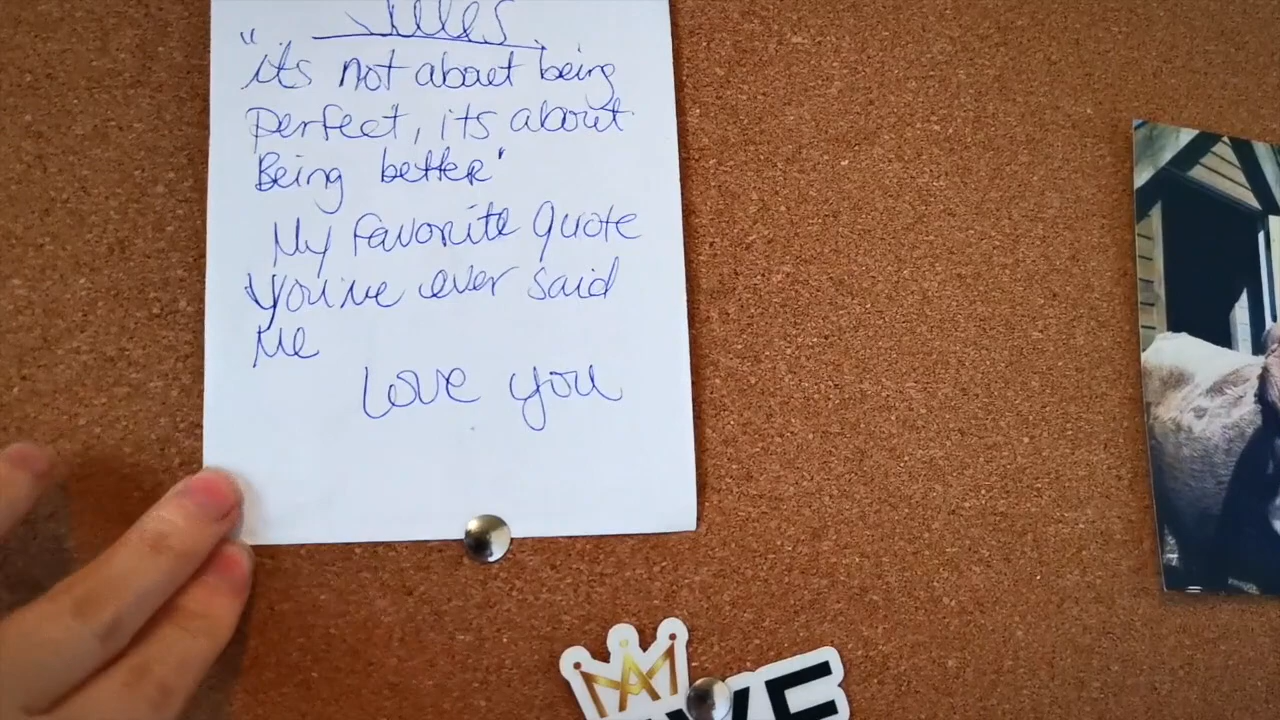 Jules
"its not about being
perfect, its about
Being better"
My favorite quote
You've ever said
Me
Love you